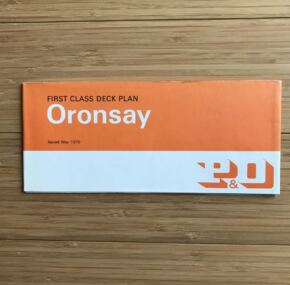 FIRST CLASS DECK PLAN
Oronsay
Issued May 1970
P&O